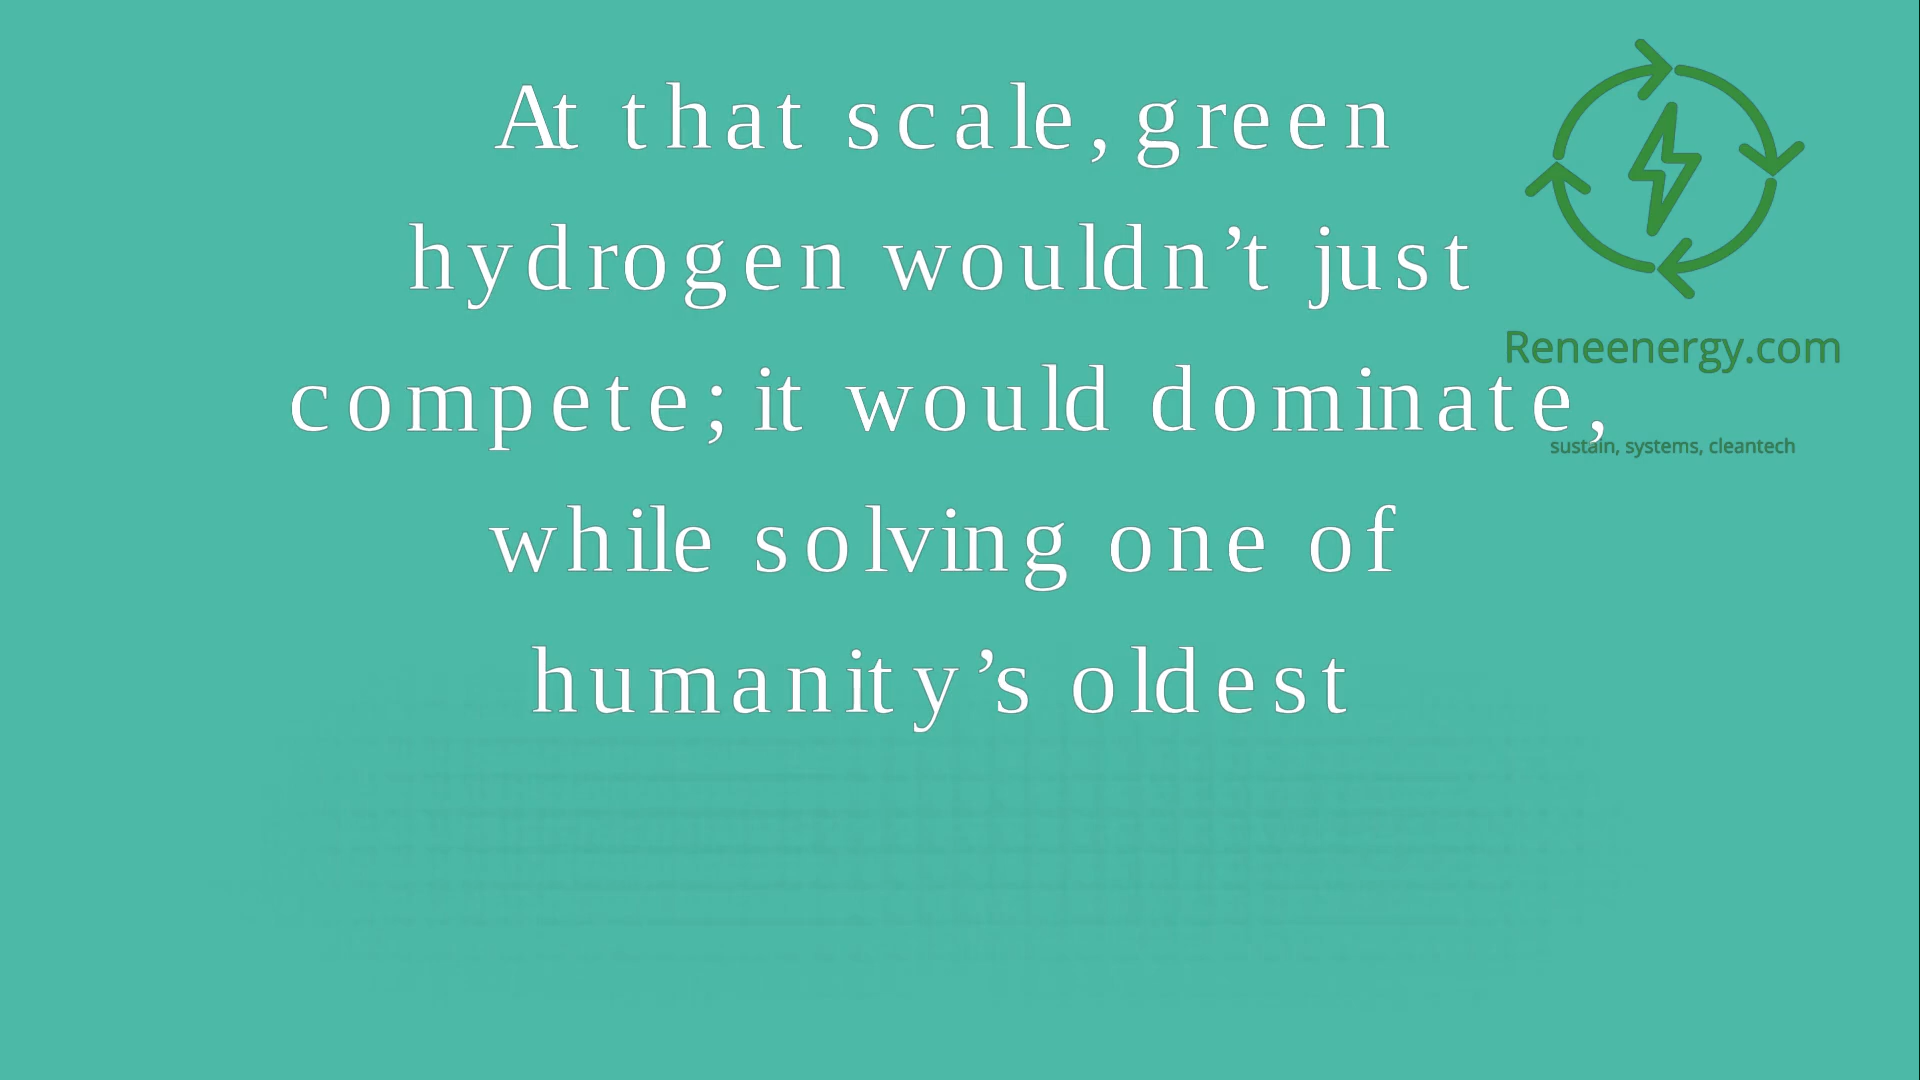 At that scale, green
hydrogen wouldn’t just
compete; it would dominate,
while solving one of
humanity’s oldest
Reneenergy.com
sustain, systems, cleantech